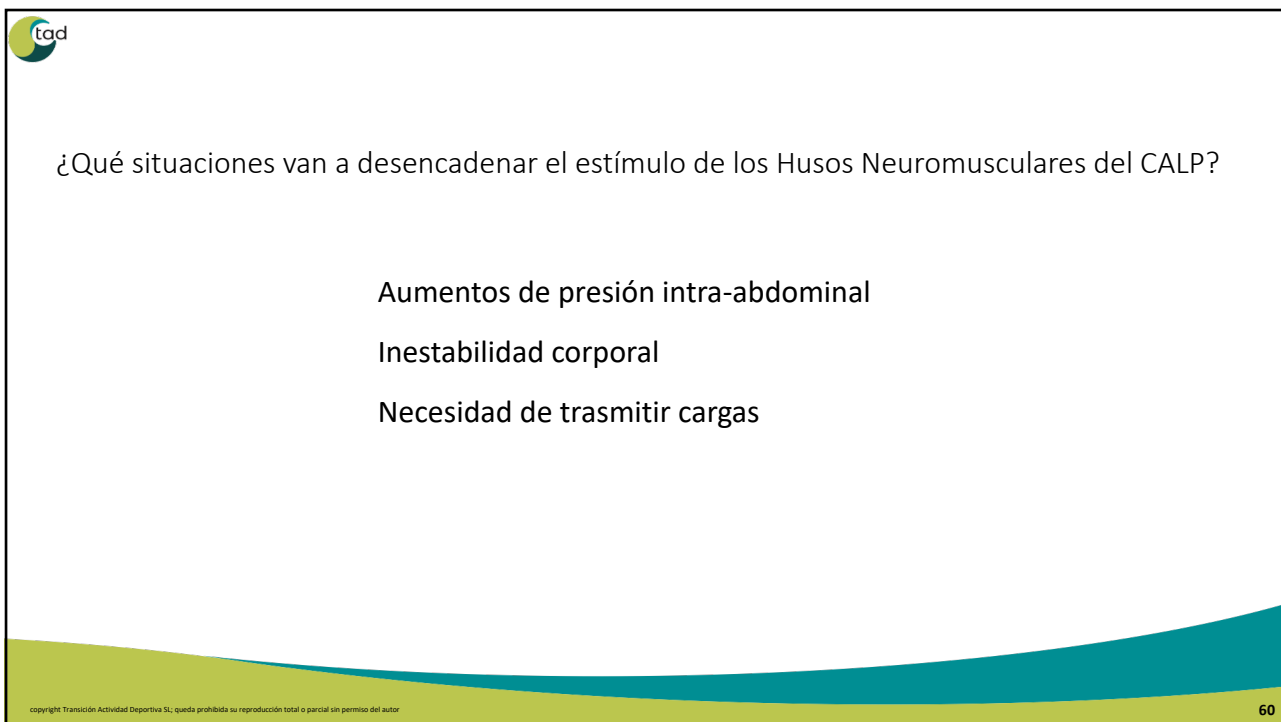 tad
¿Qué situaciones van a desencadenar el estímulo de los Husos Neuromusculares del CALP?
Aumentos de presión intra-abdominal
Inestabilidad corporal
Necesidad de trasmitir cargas
copyright Transición Actividad Deportiva SL; queda prohibida su reproducción total o parcial sin permiso del autor
60